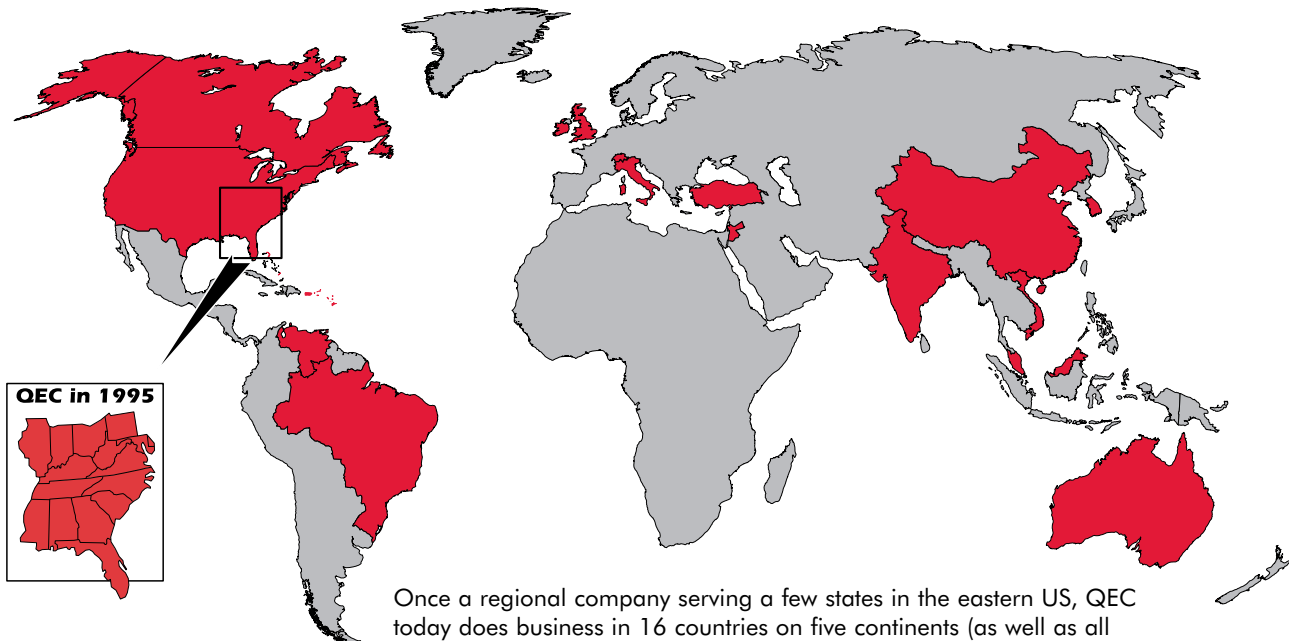 QEC in 1995
Once a regional company serving a few states in the eastern US, QEC
today does business in 16 countries on five continents (as well as all